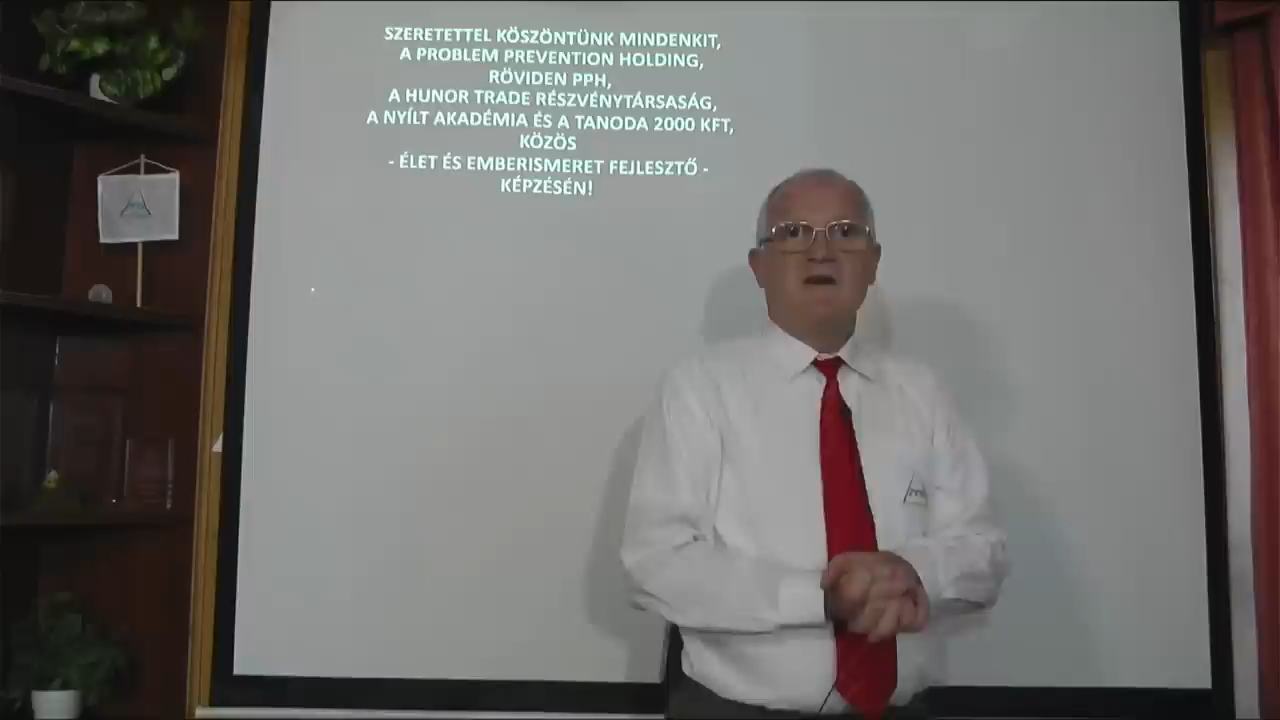 SZERETETTEL KÖSZÖNTÜNK MINDENKIT,
A PROBLEM PREVENTION HOLDING,
RÖVIDEN PPH,
A HUNOR TRADE RÉSZVÉNYTÁRSASÁG,
A NYÍLT AKADÉMIA ÉS A TANODA 2000 KFT,
KÖZÖS
- ÉLET ÉS EMBERISMERET FEJLESZTŐ -
KÉPZÉSÉN!